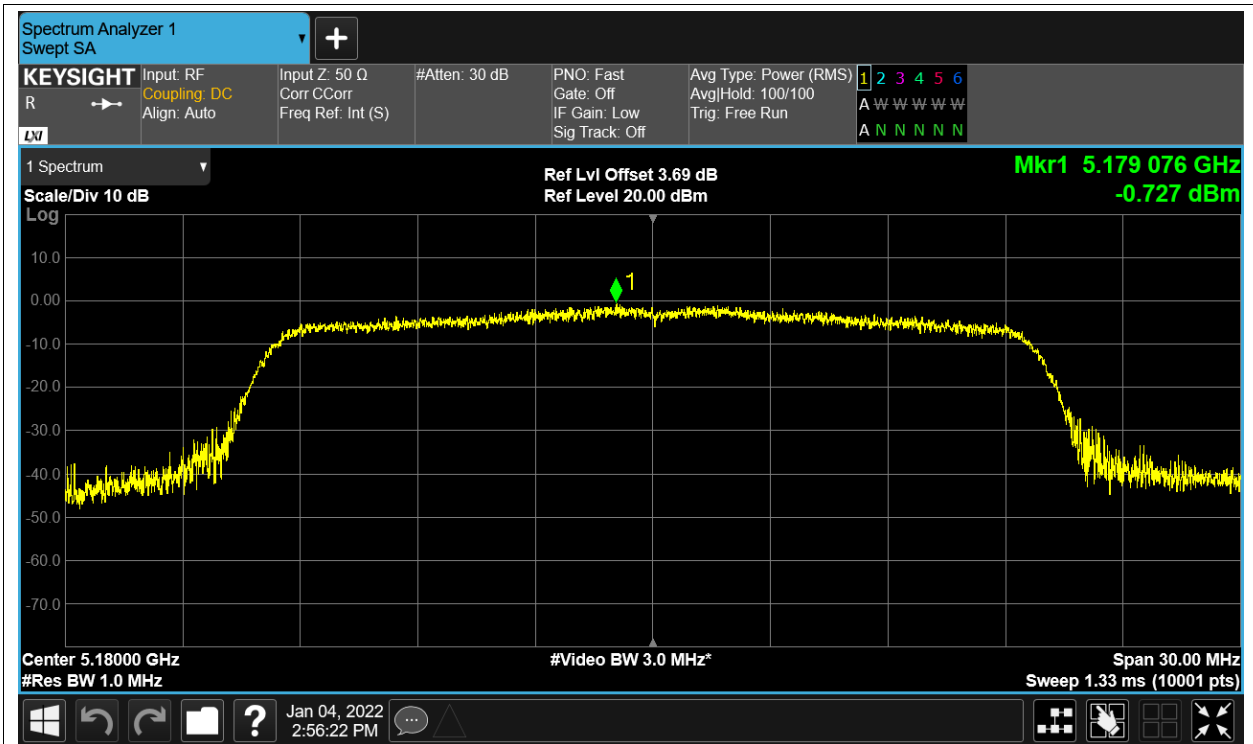 Spectrum Analyzer 1
Swept SA
KEYSIGHT
R
LXI
Input: RF
Coupling: DC
Align: Auto
Input Z: 50 Ω
Corr CCorr
Freq Ref: Int (S)
#Atten: 30 dB
PNO: Fast
Gate: Off
IF Gain: Low
Sig Track: Off
Avg Type: Power (RMS)
Avg|Hold: 100/100
Trig: Free Run
1 2 3 4 5 6
A W W W W W
A N N N N N
1 Spectrum
Scale/Div 10 dB
Ref Lvl Offset 3.69 dB
Ref Level 20.00 dBm
Mkr1 5.179 076 GHz
-0.727 dBm
Log
10.0
0.00
-10.0
-20.0
-30.0
-40.0
-50.0
-60.0
-70.0
1
Center 5.18000 GHz
#Res BW 1.0 MHz
#Video BW 3.0 MHz*
Span 30.00 MHz
Sweep 1.33 ms (10001 pts)
?
Jan 04, 2022
2:56:22 PM